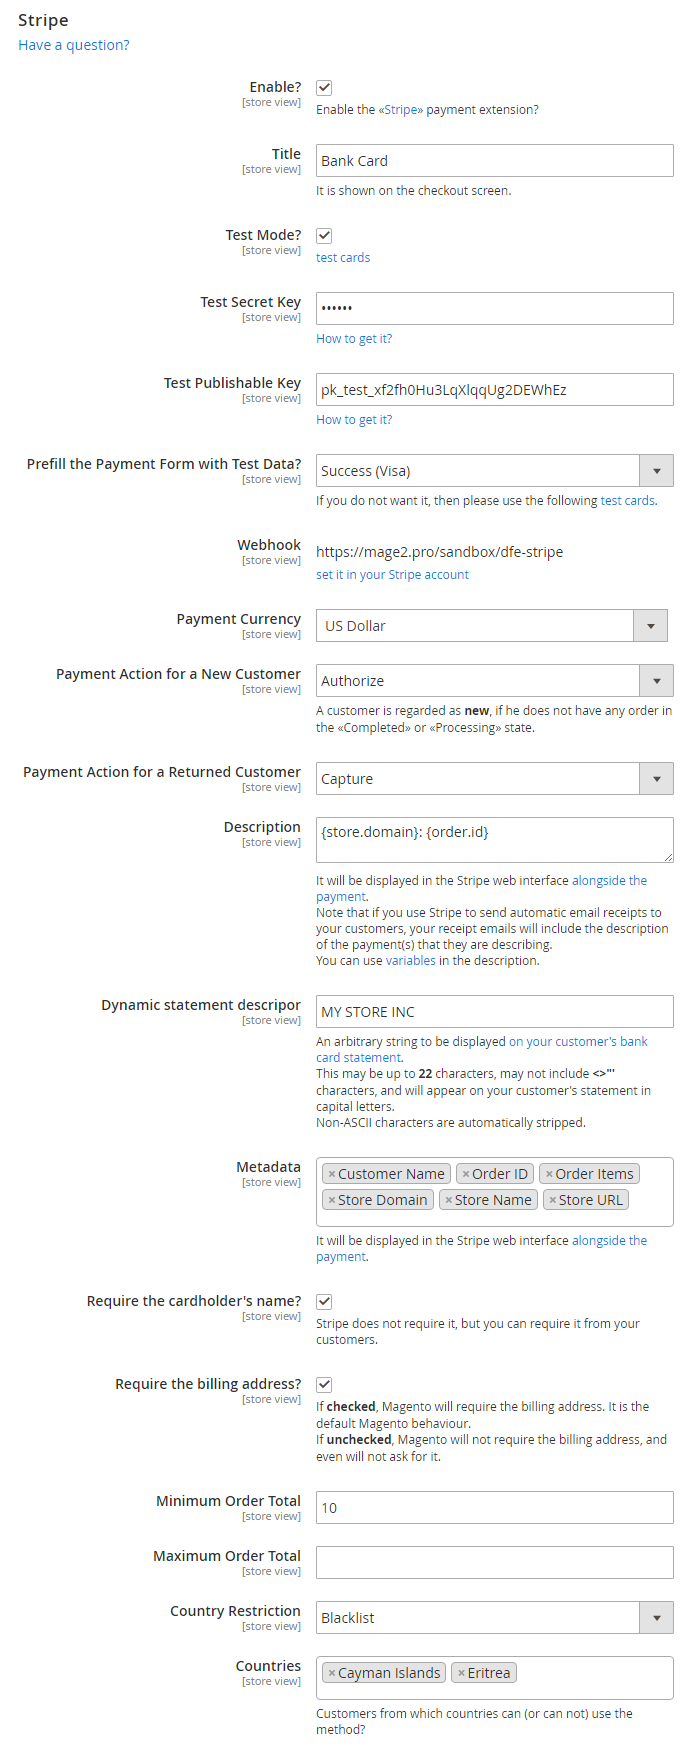 Stripe
Have a question?
Enable?
[store view]
Enable the «Stripe» payment extension?
Title
[store view]
Bank Card
It is shown on the checkout screen.
Test Mode?
[store view]
test cards
Test Secret Key
[store view]
••••••
How to get it?
Test Publishable Key
[store view]
pk_test_xf2fh0Hu3LqXlqqUg2DEWhEz
How to get it?
Prefill the Payment Form with Test Data?
[store view]
Success (Visa)
If you do not want it, then please use the following test cards.
Webhook
[store view]
https://mage2.pro/sandbox/dfe-stripe
set it in your Stripe account
Payment Currency
[store view]
US Dollar
Payment Action for a New Customer
[store view]
Authorize
A customer is regarded as new, if he does not have any order in
the «Completed» or «Processing» state.
Payment Action for a Returned Customer
[store view]
Capture
Description
[store view]
{store.domain}: {order.id}
It will be displayed in the Stripe web interface alongside the
payment.
Note that if you use Stripe to send automatic email receipts to
your customers, your receipt emails will include the description
of the payment(s) that they are describing.
You can use variables in the description.
Dynamic statement descripor
[store view]
MY STORE INC
An arbitrary string to be displayed on your customer's bank
card statement.
This may be up to 22 characters, may not include <>"'
characters, and will appear on your customer's statement in
capital letters.
Non-ASCII characters are automatically stripped.
Metadata
[store view]
× Customer Name × Order ID × Order Items
× Store Domain × Store Name × Store URL
It will be displayed in the Stripe web interface alongside the
payment.
Require the cardholder's name?
[store view]
Stripe does not require it, but you can require it from your
customers.
Require the billing address?
[store view]
If checked, Magento will require the billing address. It is the
default Magento behaviour.
If unchecked, Magento will not require the billing address, and
even will not ask for it.
Minimum Order Total
[store view]
10
Maximum Order Total
[store view]
Country Restriction
[store view]
Blacklist
Countries
[store view]
× Cayman Islands × Eritrea
Customers from which countries can (or can not) use the
method?